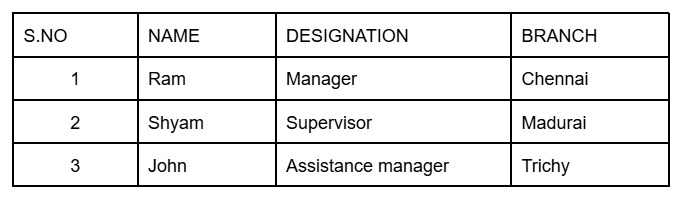 S.NO NAME DESIGNATION BRANCH
1 Ram Manager Chennai
2 Shyam Supervisor Madurai
3 John Assistance manager Trichy